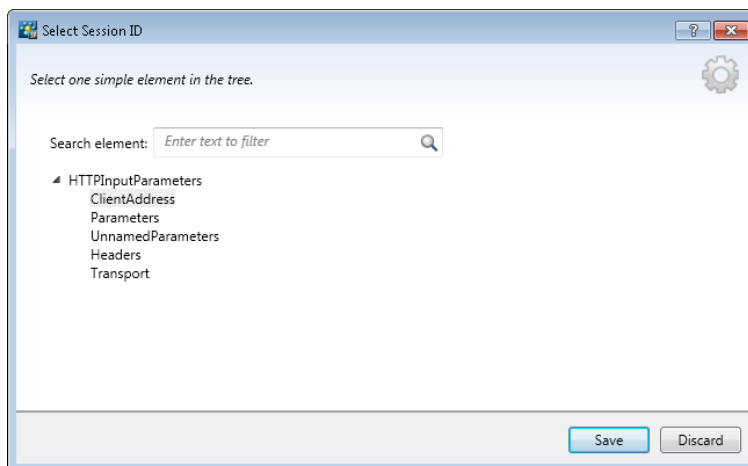 Select Session ID
?
Select one simple element in the tree.
Search element: Enter text to filter
HTTPInputParameters
ClientAddress
Parameters
UnnamedParameters
Headers
Transport
Save Discard